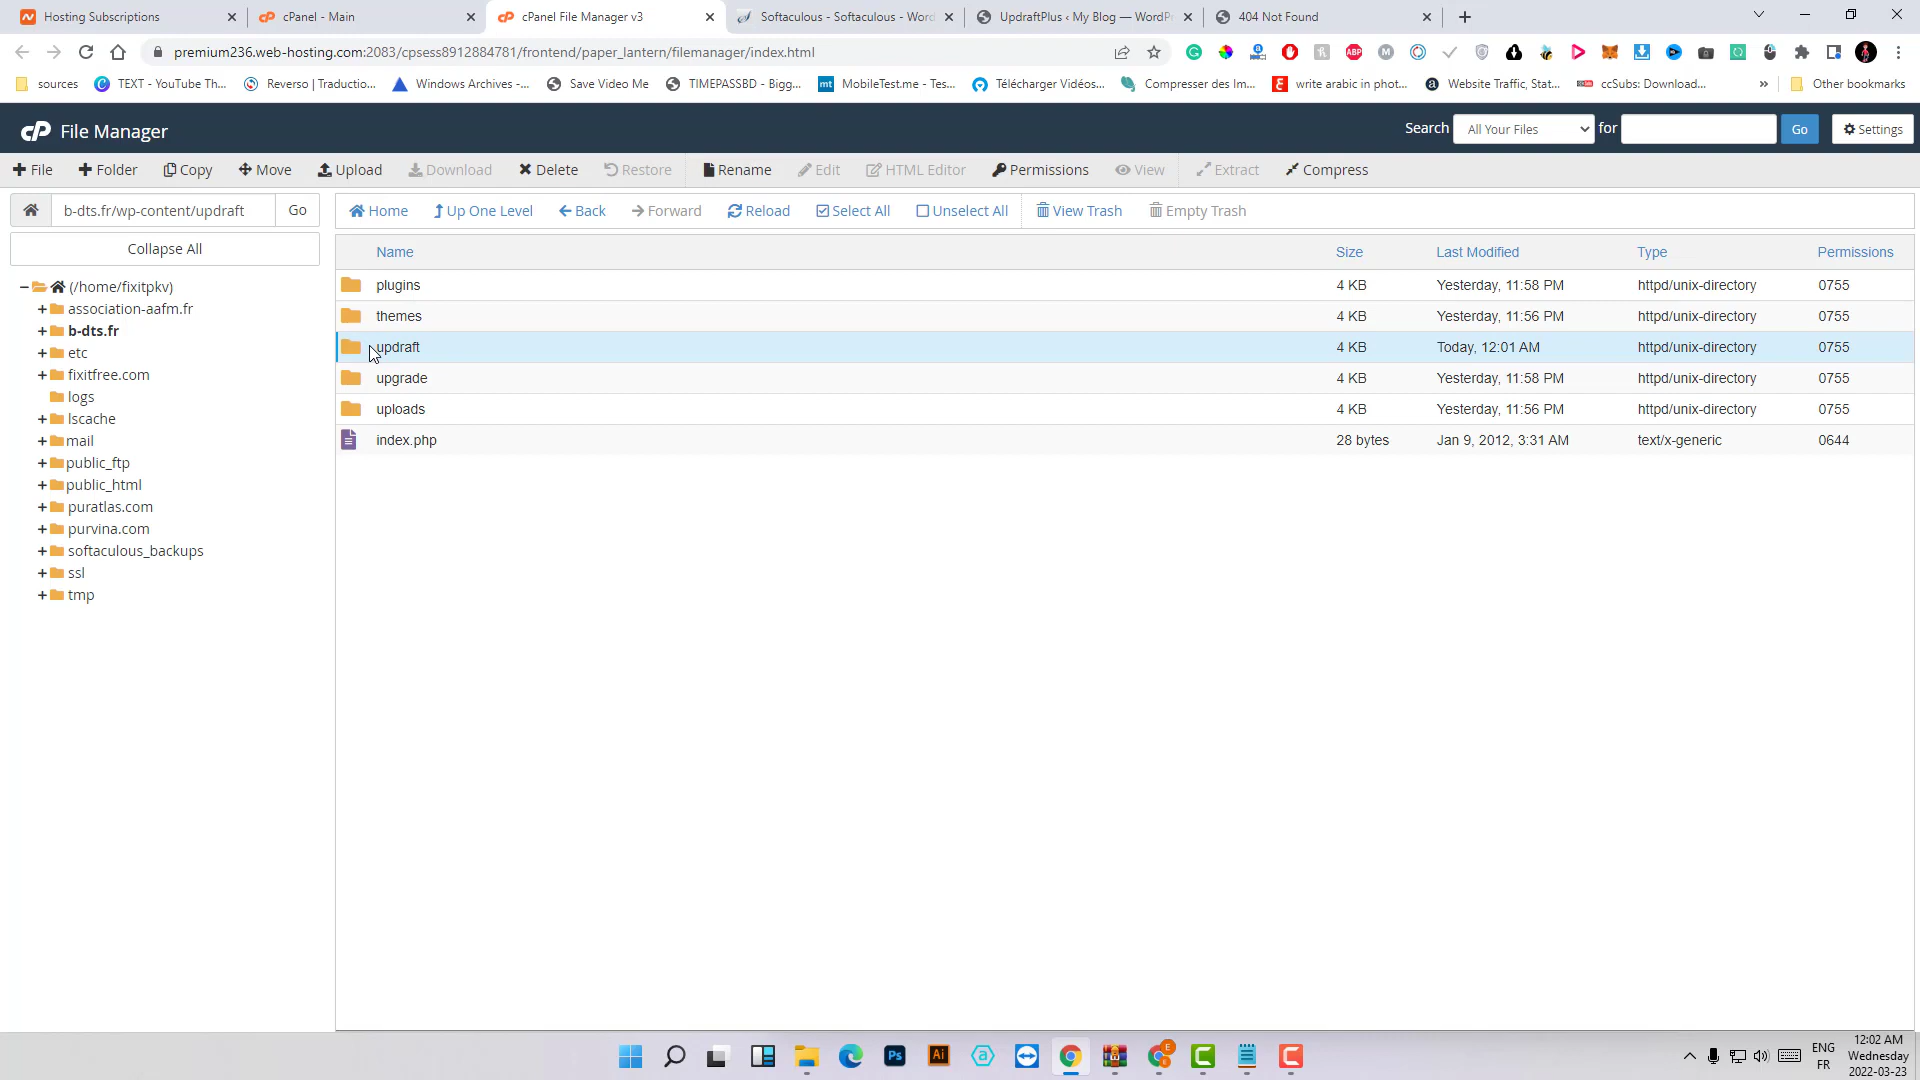 Hosting Subscriptions
cPanel - Main
cPanel File Manager v3
Softaculous - Softaculous - Word
UpdraftPlus ‹ My Blog — WordPr
404 Not Found
premium236.web-hosting.com:2083/cpsess8912884781/frontend/paper_lantern/filemanager/index.html
sources
TEXT - YouTube Th...
Reverso | Traductio...
Windows Archives -...
Save Video Me
TIMEPASSBD - Bigg...
MobileTest.me - Tes...
Télécharger Vidéos...
Compresser des Im...
write arabic in phot...
Website Traffic, Stat...
ccSubs: Download...
»
Other bookmarks
cP File Manager
Search All Your Files for Go Settings
File Folder Copy Move Upload Download Delete Restore Rename Edit HTML Editor Permissions View Extract Compress
b-dts.fr/wp-content/updraft Go
Home Up One Level Back Forward Reload Select All Unselect All View Trash Empty Trash
Collapse All
(/home/fixitpkv)
association-aafm.fr
b-dts.fr
etc
fixitfree.com
logs
lscache
mail
public_ftp
public_html
puratlas.com
purvina.com
softaculous_backups
ssl
tmp
Name Size Last Modified Type Permissions
plugins 4 KB Yesterday, 11:58 PM httpd/unix-directory 0755
themes 4 KB Yesterday, 11:56 PM httpd/unix-directory 0755
updraft 4 KB Today, 12:01 AM httpd/unix-directory 0755
upgrade 4 KB Yesterday, 11:58 PM httpd/unix-directory 0755
uploads 4 KB Yesterday, 11:56 PM httpd/unix-directory 0755
index.php 28 bytes Jan 9, 2012, 3:31 AM text/x-generic 0644
Ps
Ai
ENG
FR
12:02 AM
Wednesday
2022-03-23